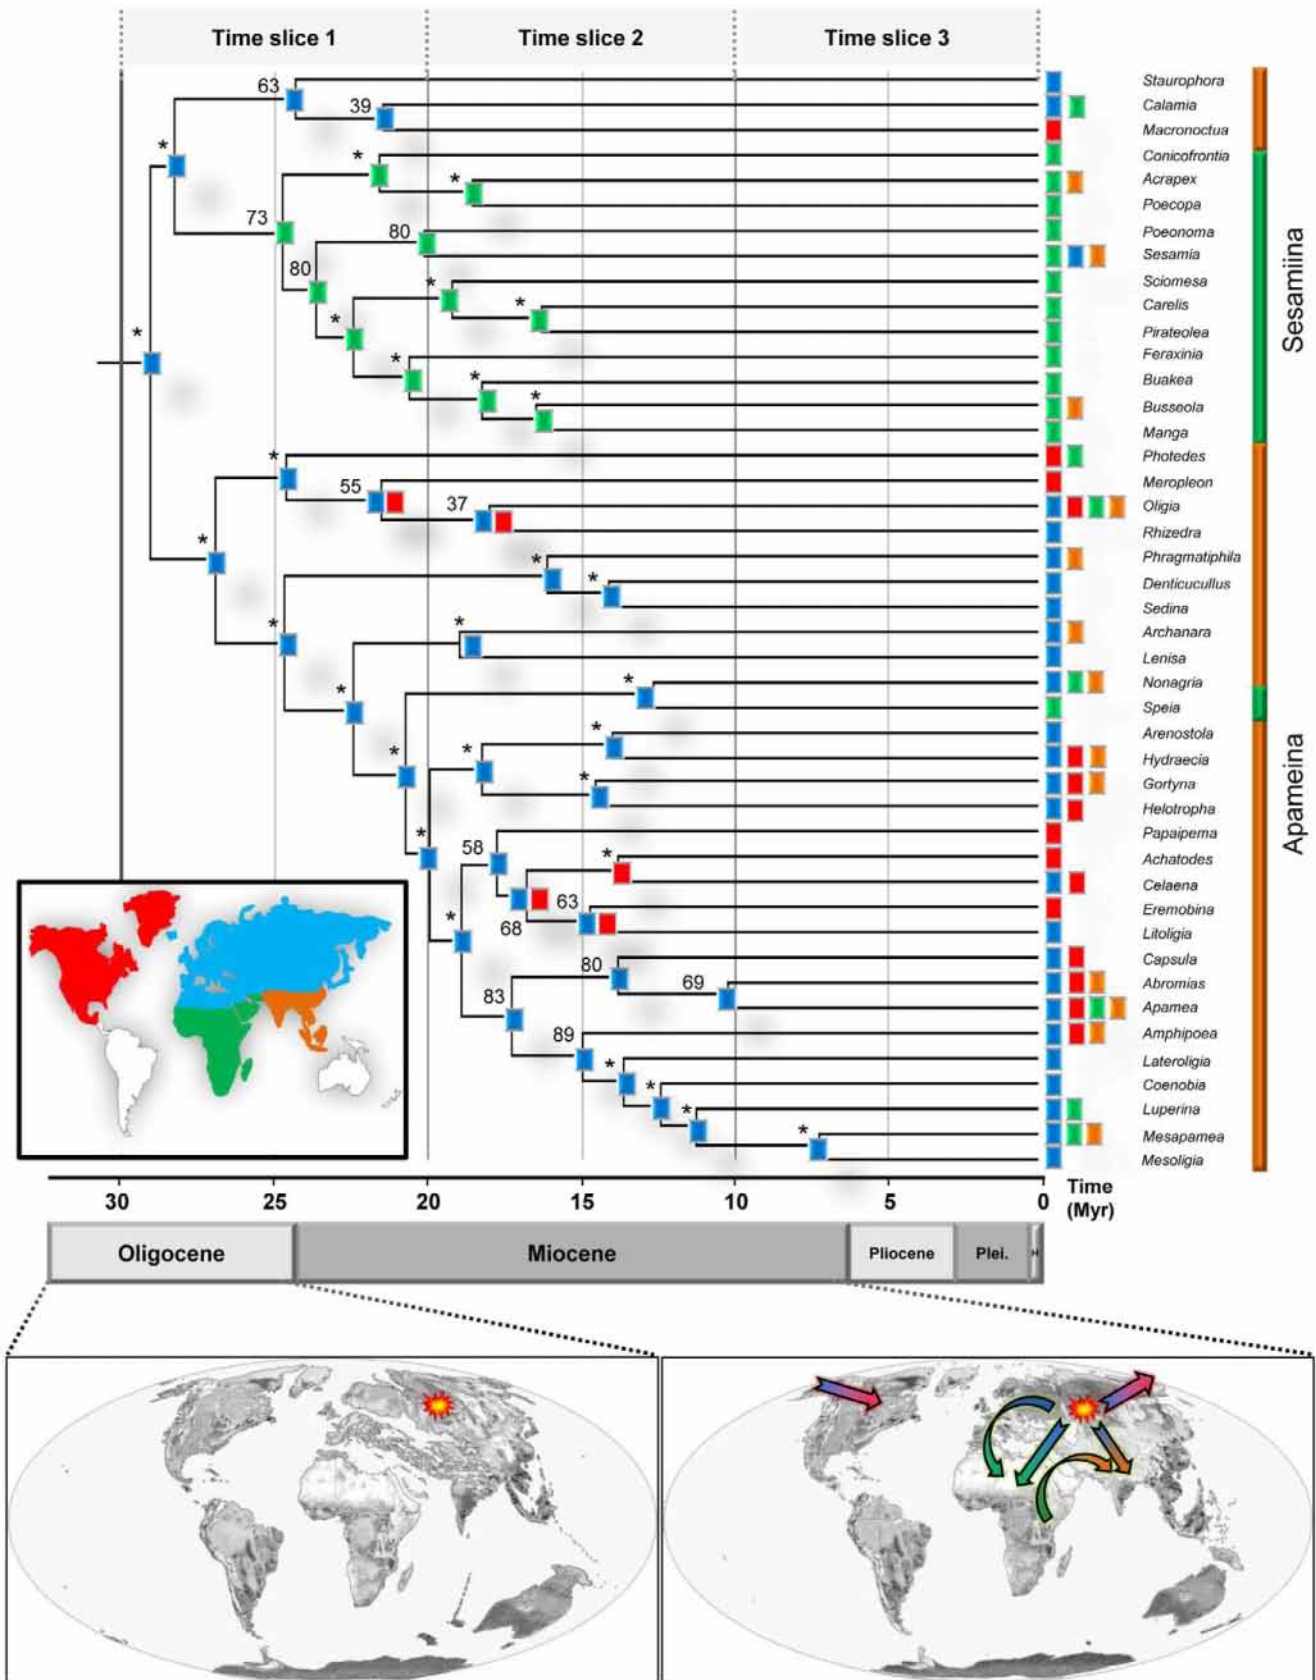 Time slice 1
Time slice 2
Time slice 3
63
39
*
*
*
73
80
80
*
*
*
*
*
*
*
*
*
55
37
*
*
*
*
*
*
*
*
*
*
*
*
58
*
*
63
68
80
69
83
89
*
*
*
*
Staurophora
Calamia
Macronoctua
Conicofrontia
Acrapex
Poecopa
Poeonoma
Sesamia
Sciomesa
Carelis
Pirateolea
Feraxinia
Buakea
Busseola
Manga
Photedes
Meropleon
Oligia
Rhizedra
Phragmatiphila
Denticucullus
Sedina
Archanara
Lenisa
Nonagria
Speia
Arenostola
Hydraecia
Gortyna
Helotropha
Papaipema
Achatodes
Celaena
Eremobina
Litoligia
Capsula
Abromias
Apamea
Amphipoea
Lateroligia
Coenobia
Luperina
Mesapamea
Mesoligia
Sesamiina
Apameina
30 25 20 15 10 5 0 Time
(Myr)
Oligocene Miocene Pliocene Plei. H